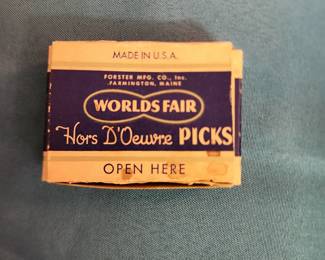 MADE IN U.S.A.
FORSTER MFG. CO., Inc.
FARMINGTON, MAINE
WORLDS FAIR
Hors D'Oeuvre PICKS
OPEN HERE